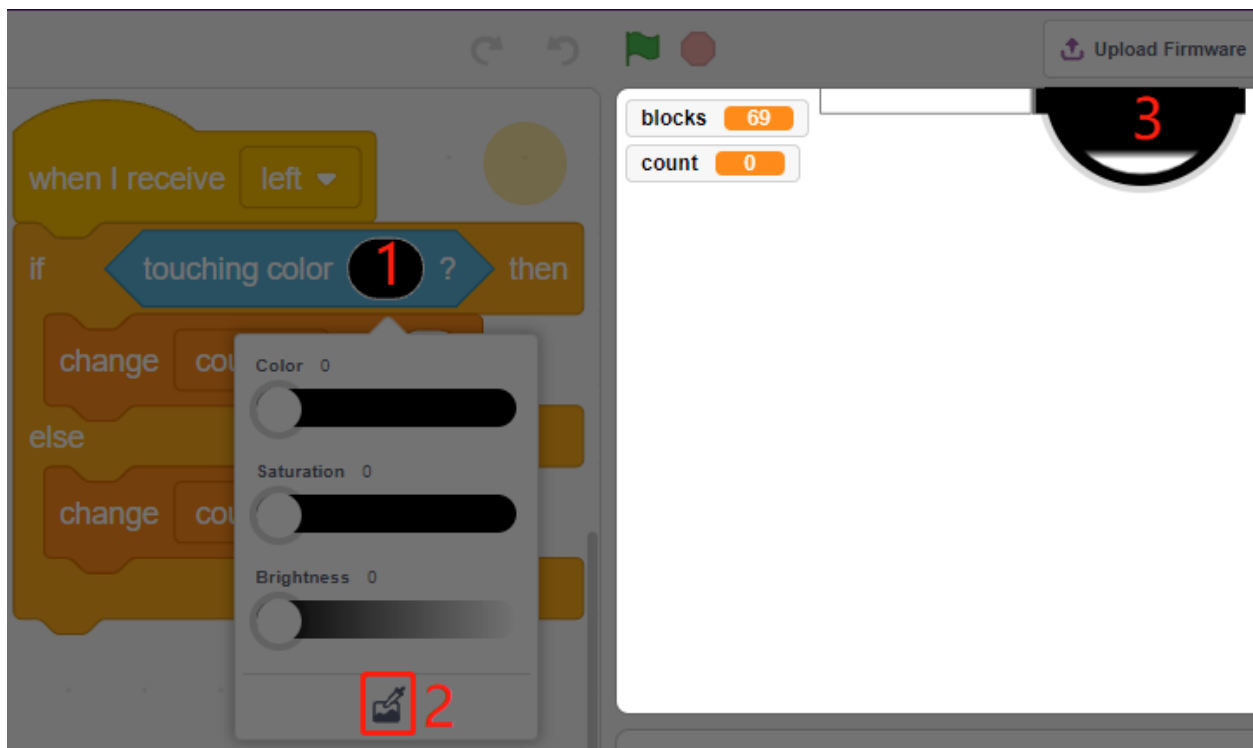 Upload Firmware
when I receive left
if touching color 1 ? then
change cou
else
change cou
Color 0
Saturation 0
Brightness 0
2
blocks 69
count 0
3